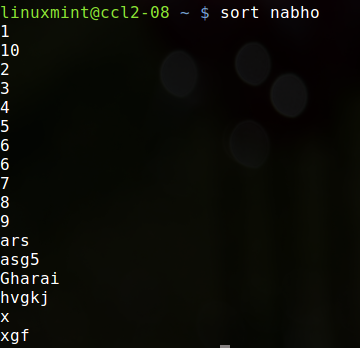 linuxmint@ccl2-08 ~ $ sort nabho
1
10
2
3
4
5
6
6
7
8
9
ars
asg5
Gharai
hvgkj
x
xgf